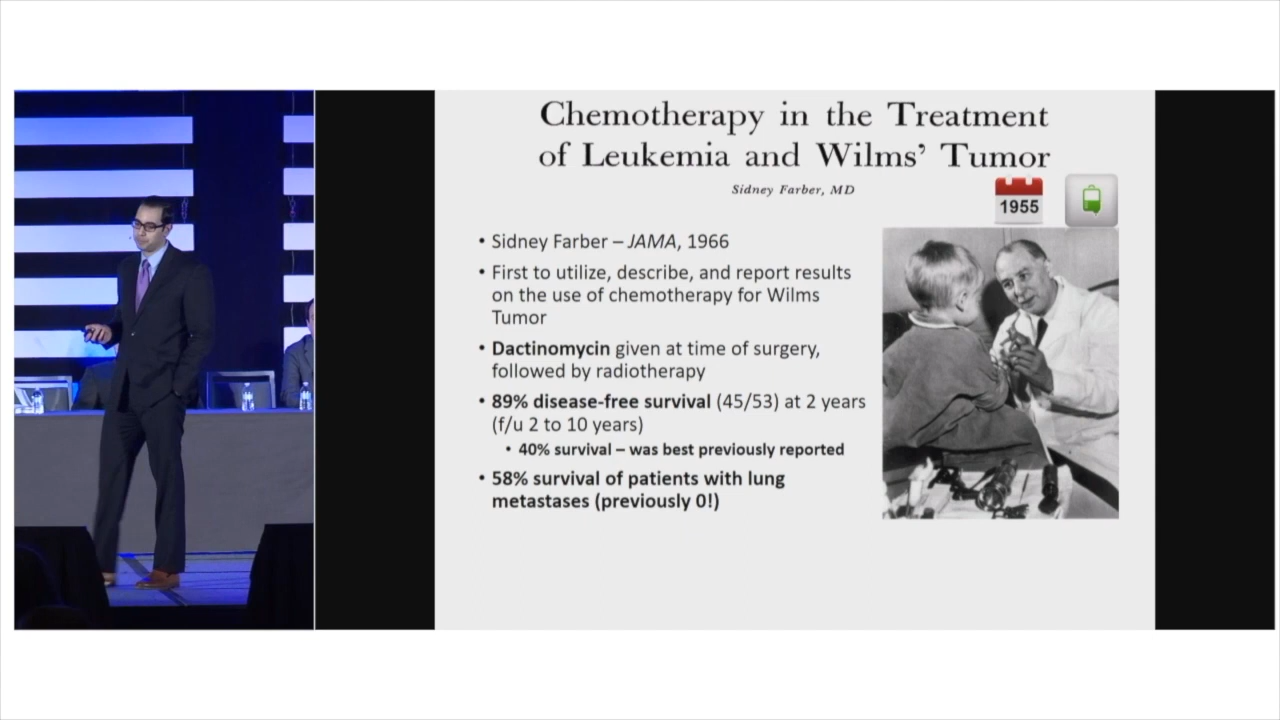 Chemotherapy in the Treatment
of Leukemia and Wilms’ Tumor
Sidney Farber, MD
1955
• Sidney Farber – JAMA, 1966
• First to utilize, describe, and report results
on the use of chemotherapy for Wilms
Tumor
• Dactinomycin given at time of surgery,
followed by radiotherapy
• 89% disease-free survival (45/53) at 2 years
(f/u 2 to 10 years)
• 40% survival – was best previously reported
• 58% survival of patients with lung
metastases (previously 0!)